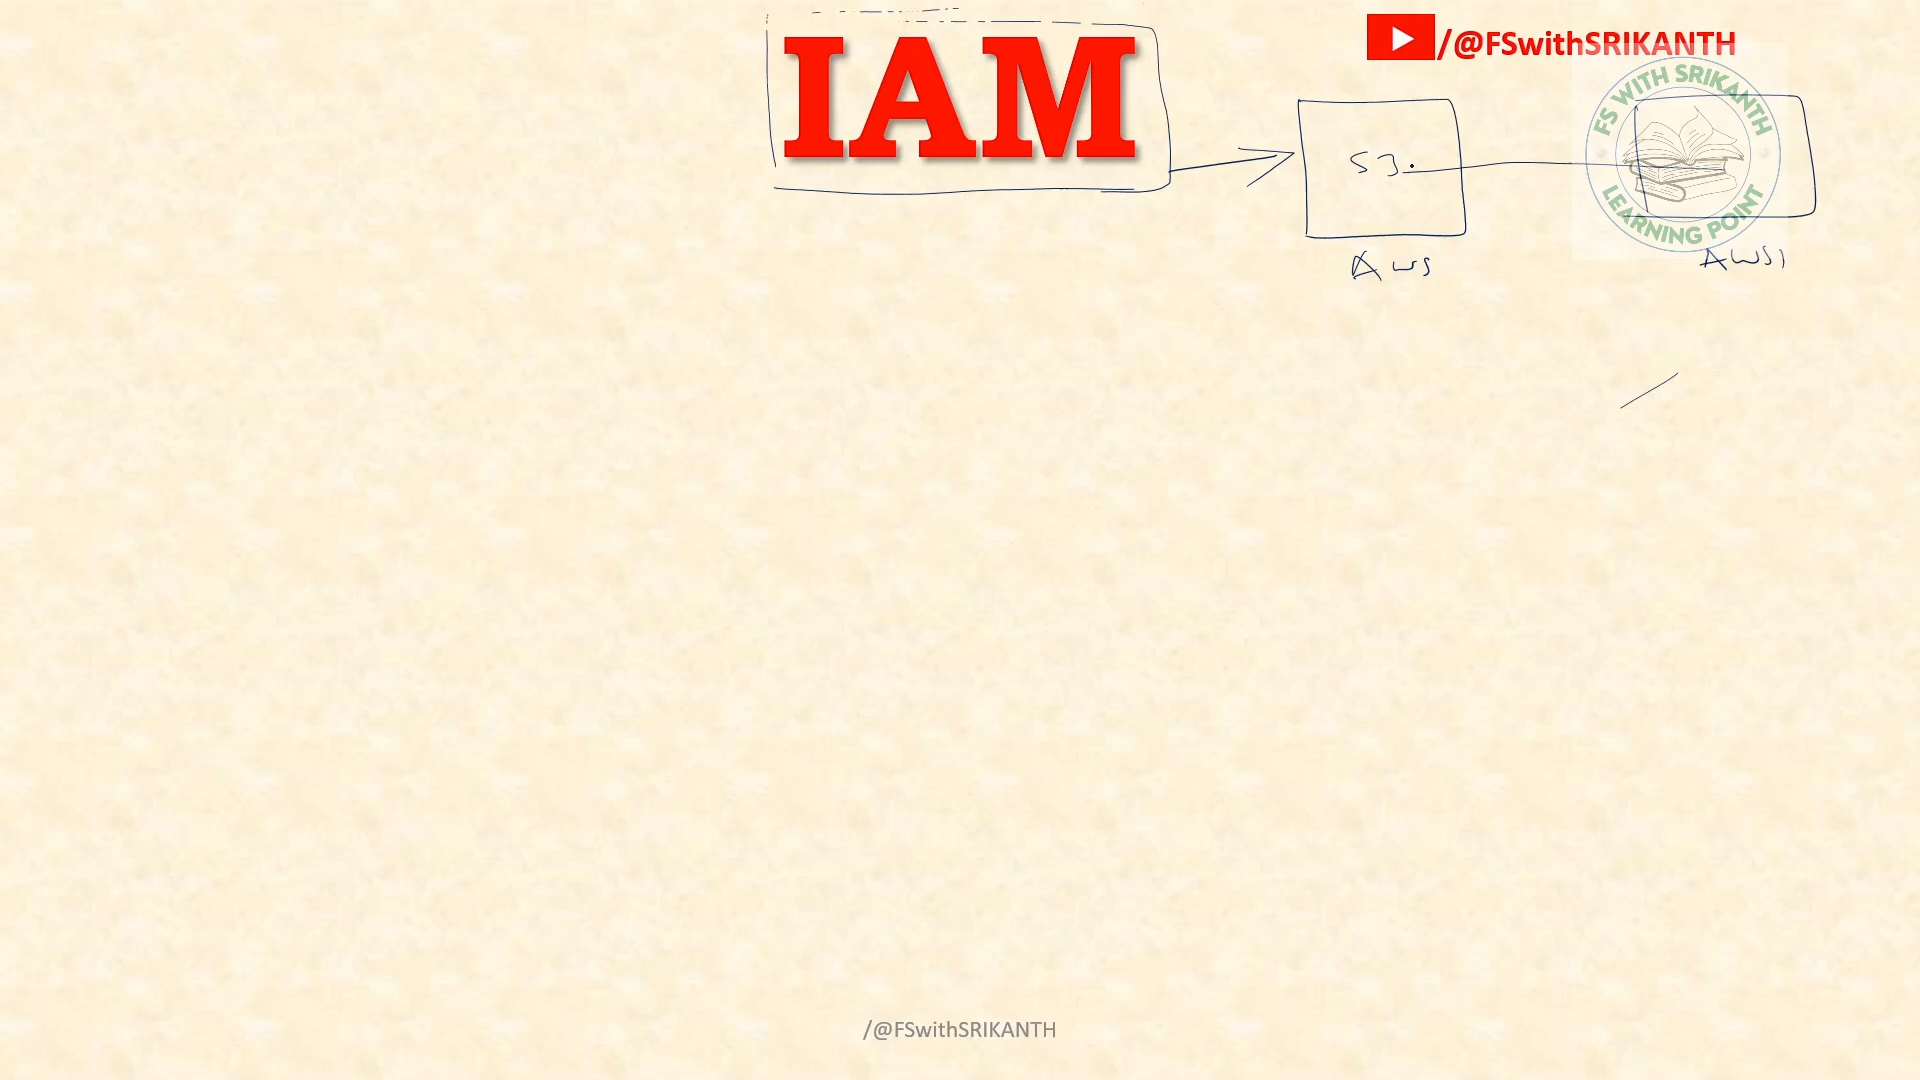 IAM
/@FSwithSRIKANTH
FS WITH SRIKANTH
LEARNING POINT
S3.
AWS
AWS1
/@FSwithSRIKANTH